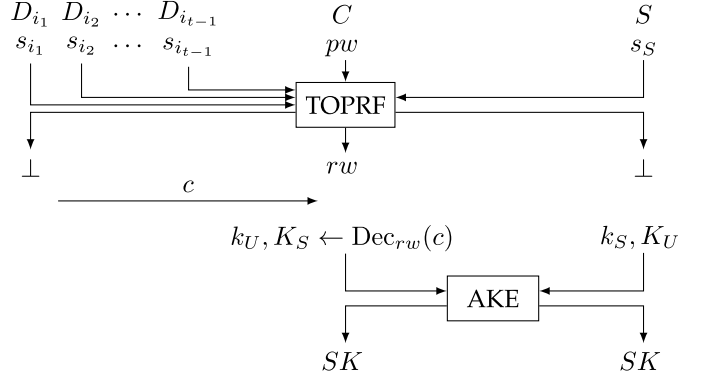 D_{i_1} D_{i_2} ⋯ D_{i_{t−1}} C S
s_{i_1} s_{i_2} ⋯ s_{i_{t−1}} pw s_S
TOPRF
⊥ rw ⊥
c
k_U, K_S ← Dec_{rw}(c) k_S, K_U
AKE
SK SK